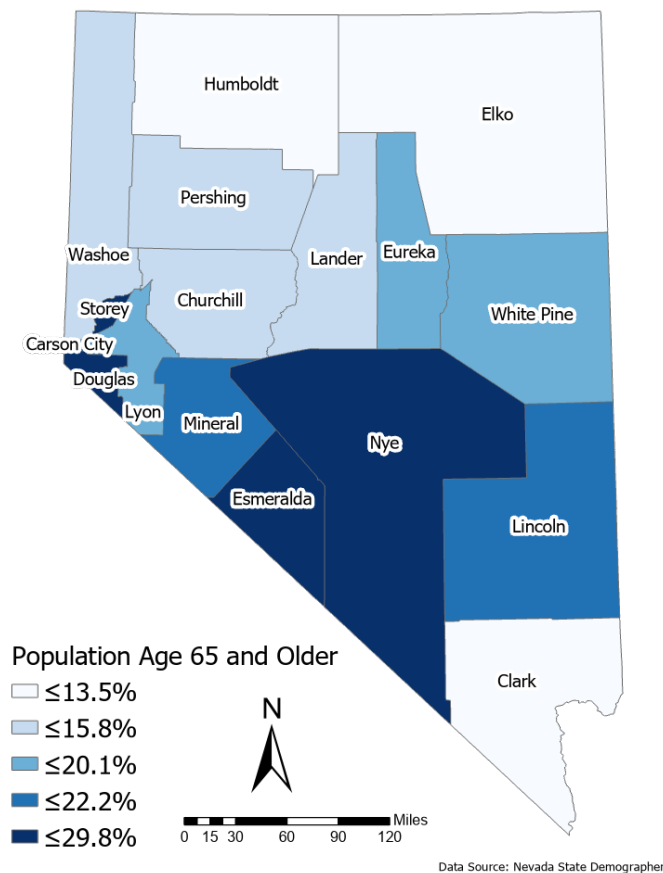 Humboldt
Elko
Pershing
Washoe
Lander
Eureka
Churchill
Storey
White Pine
Carson City
Douglas
Lyon
Mineral
Nye
Esmeralda
Lincoln
Clark
Population Age 65 and Older
≤13.5%
≤15.8%
≤20.1%
≤22.2%
≤29.8%
N
Miles
0 15 30 60 90 120
Data Source: Nevada State Demographer